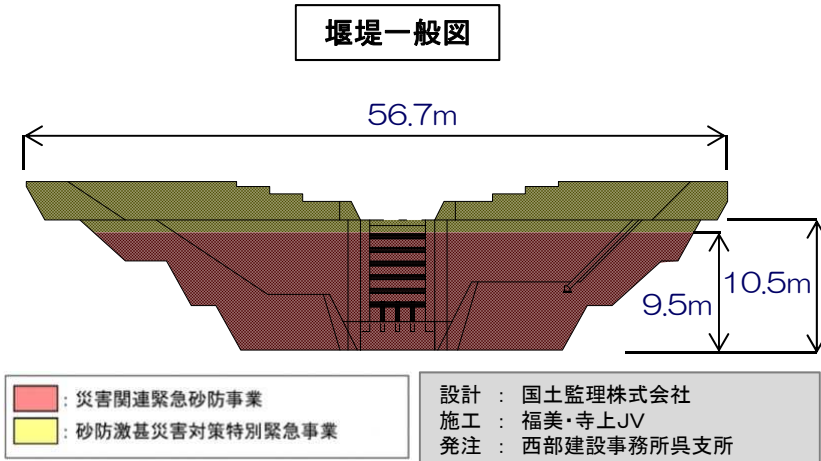 堰堤一般図
56.7m
9.5m
10.5m
：災害関連緊急砂防事業
：砂防激甚災害対策特別緊急事業
設計 ： 国土監理株式会社
施工 ： 福美・寺上JV
発注 ： 西部建設事務所呉支所